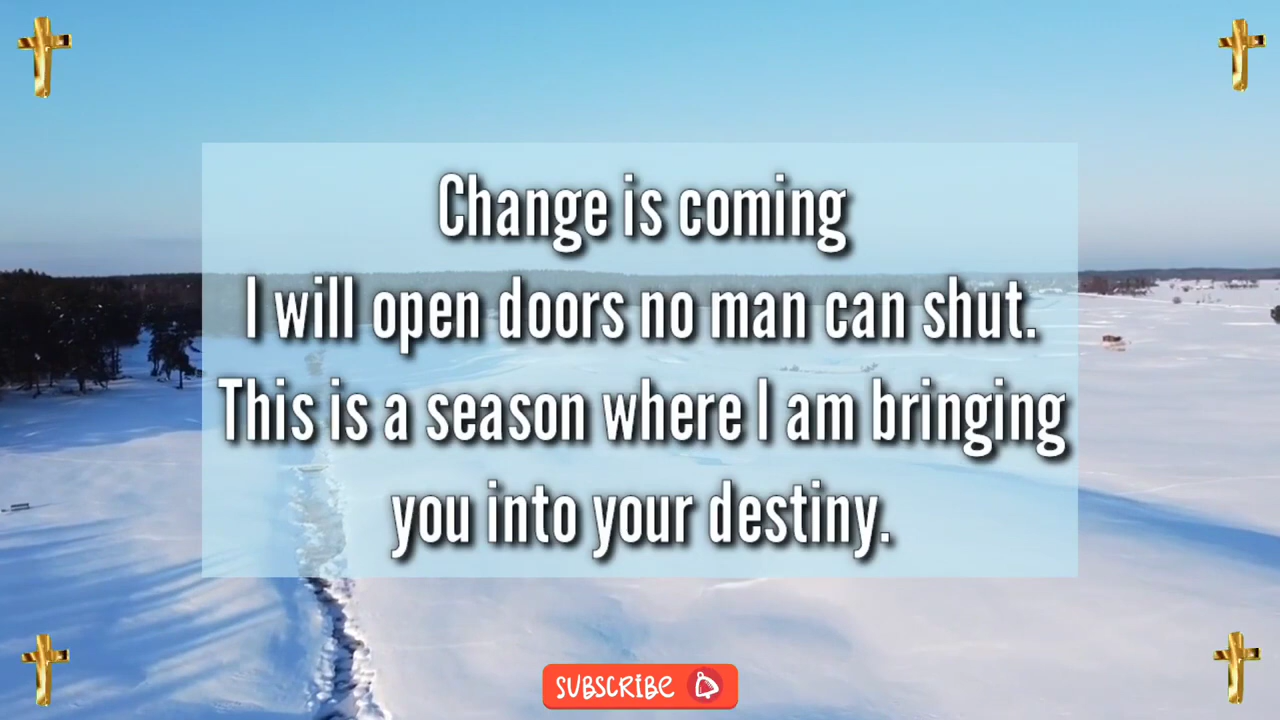 Change is coming
I will open doors no man can shut.
This is a season where I am bringing
you into your destiny.
SUBSCRIBE